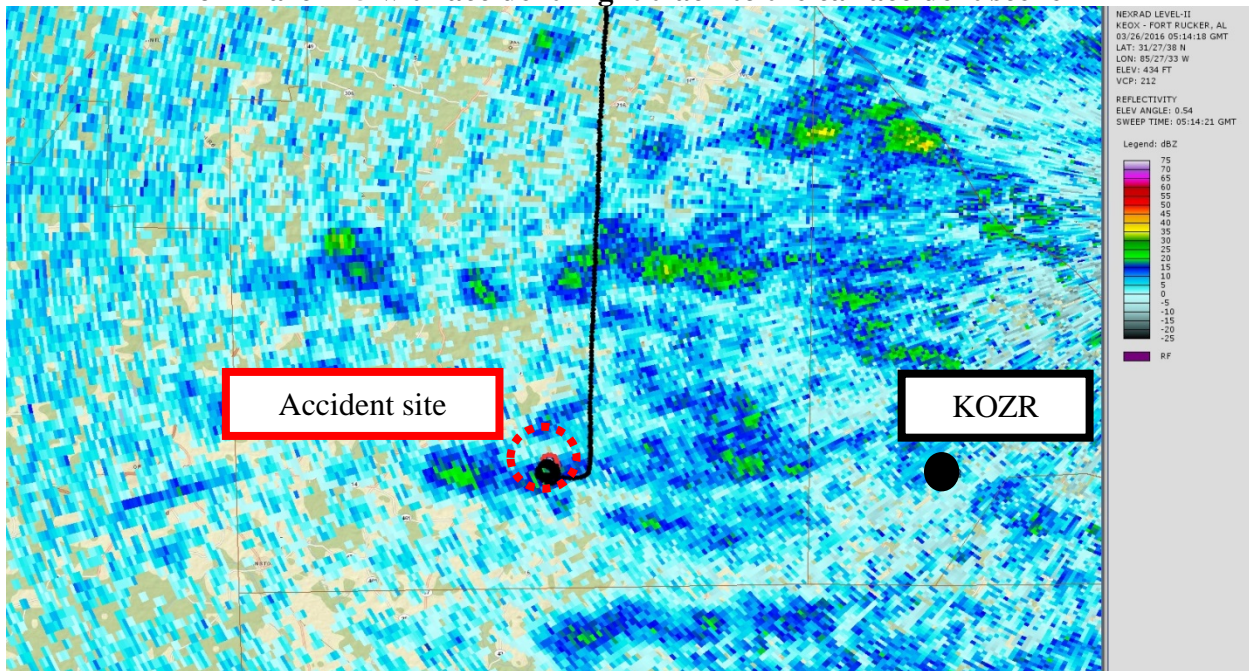 NEXRAD LEVEL-II
KEOX - FORT RUCKER, AL
03/26/2016 05:14:18 GMT
LAT: 31/27/38 N
LON: 85/27/33 W
ELEV: 434 FT
VCP: 212
REFLECTIVITY
ELEV ANGLE: 0.54
SWEEP TIME: 05:14:21 GMT
Legend: dBZ
75
70
65
60
55
50
45
40
35
30
25
20
15
10
5
0
-5
-10
-15
-20
-25
RF
Accident site
KOZR